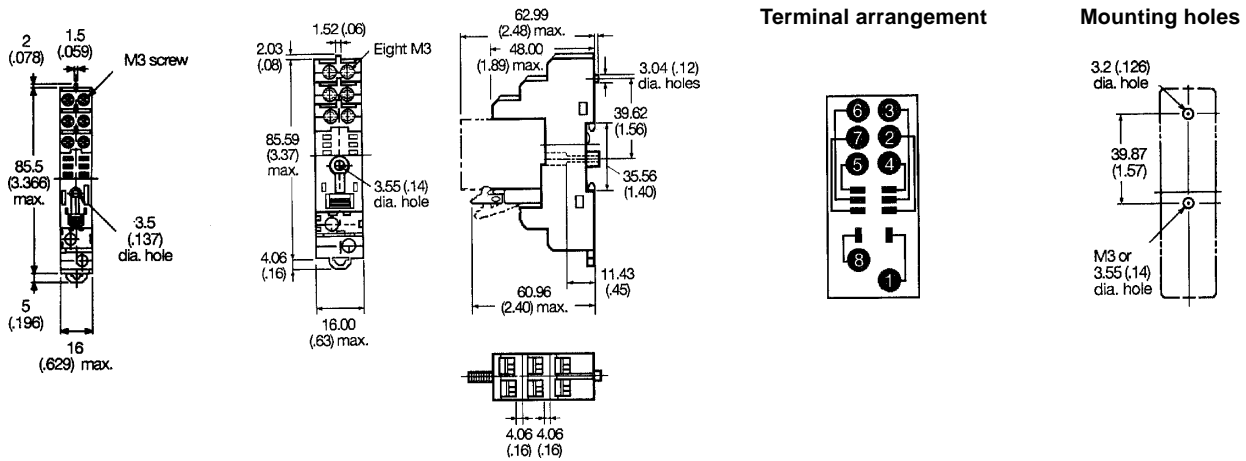 Terminal arrangement
Mounting holes
2
(.078)
1.5
(.059)
M3 screw
85.5
(3.366)
max.
3.5
(.137)
dia. hole
5
(.196)
16
(.629) max.
1.52 (.06)
2.03
(.08)
Eight M3
85.59
(3.37)
max.
3.55 (.14)
dia. hole
4.06
(.16)
16.00
(.63) max.
62.99
(2.48) max.
48.00
(1.89) max.
3.04 (.12)
dia. holes
39.62
(1.56)
35.56
(1.40)
11.43
(.45)
60.96
(2.40) max.
4.06 4.06
(.16) (.16)
6 3
7 2
5 4
8
1
3.2 (.126)
dia. hole
39.87
(1.57)
M3 or
3.55 (.14)
dia. hole